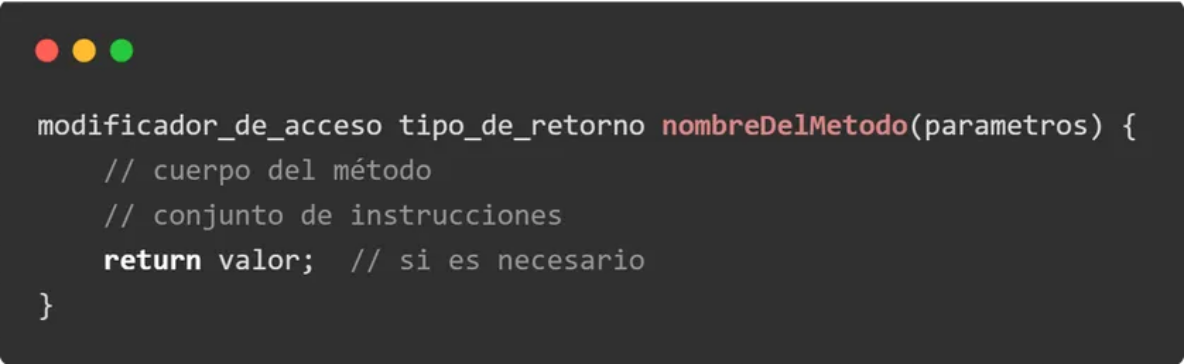 modificador_de_acceso tipo_de_retorno nombreDelMetodo(parametros) {
// cuerpo del método
// conjunto de instrucciones
return valor; // si es necesario
}